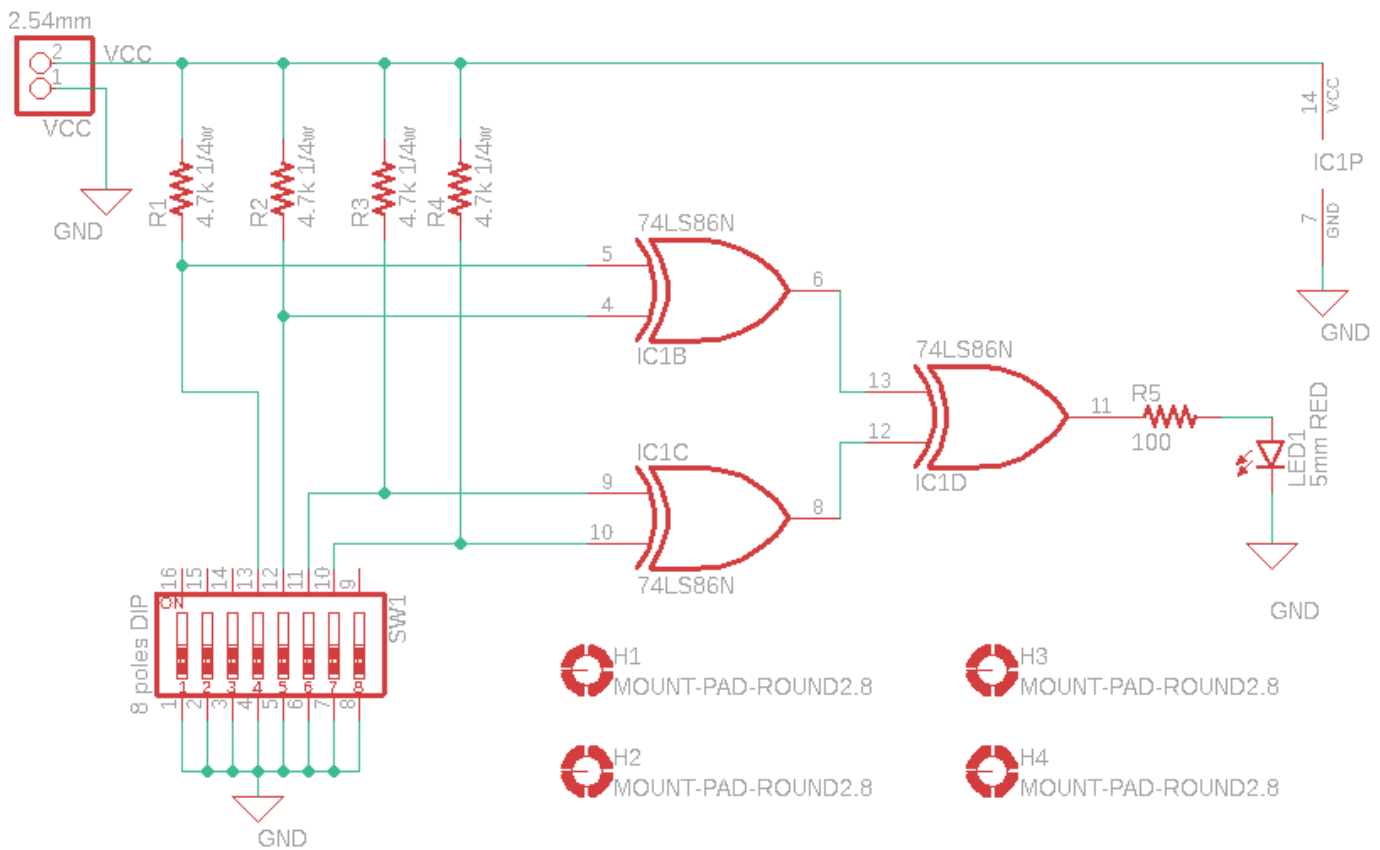 2.54mm
2
VCC
1
VCC
GND
R1
4.7k 1/4w
R2
4.7k 1/4w
R3
4.7k 1/4w
R4
4.7k 1/4w
14
VCC
IC1P
7
GND
GND
74LS86N
5
4
6
IC1B
74LS86N
13
12
11
IC1D
R5
100
LED1
5mm RED
GND
IC1C
9
10
8
74LS86N
16
15
14
13
12
11
10
9
ON
8 poles DIP
SW1
1 2 3 4 5 6 7 8
1
2
3
4
5
6
7
8
GND
H1
MOUNT-PAD-ROUND2.8
H3
MOUNT-PAD-ROUND2.8
H2
MOUNT-PAD-ROUND2.8
H4
MOUNT-PAD-ROUND2.8